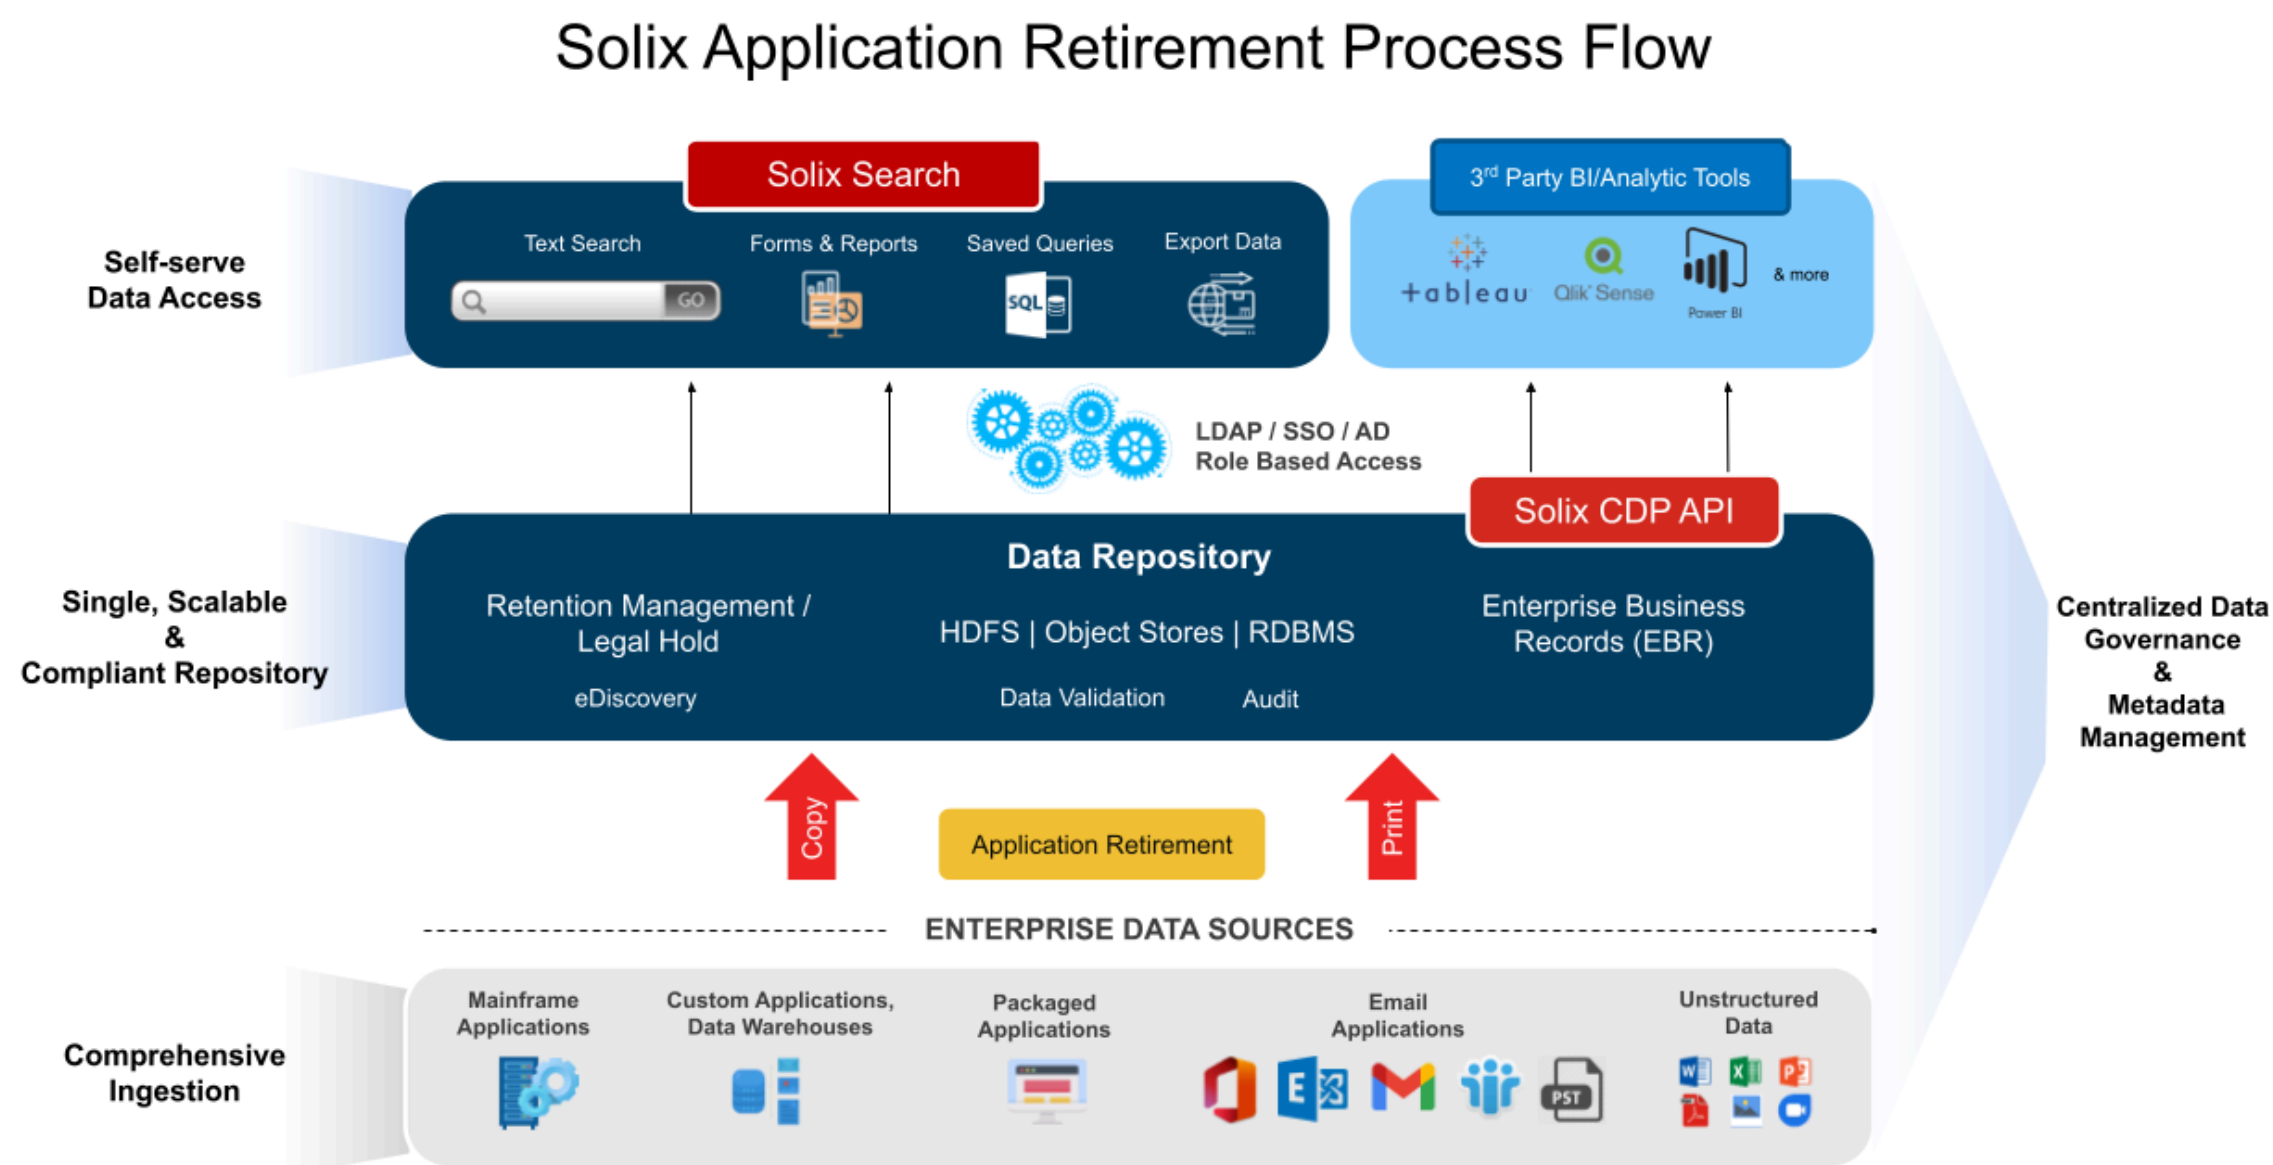 Solix Application Retirement Process Flow
Solix Search
3rd Party BI/Analytic Tools
Self-serve
Data Access
Text Search
Forms & Reports
Saved Queries
Export Data
GO
SQL
+ableau
Qlik Sense
Power BI
& more
LDAP / SSO / AD
Role Based Access
Solix CDP API
Single, Scalable
&
Compliant Repository
Data Repository
Retention Management /
Legal Hold
eDiscovery
HDFS | Object Stores | RDBMS
Data Validation
Audit
Enterprise Business
Records (EBR)
Centralized Data
Governance
&
Metadata
Management
Copy
Application Retirement
Print
ENTERPRISE DATA SOURCES
Comprehensive
Ingestion
Mainframe
Applications
Custom Applications,
Data Warehouses
Packaged
Applications
Email
Applications
E
PST
Unstructured
Data
W
X
P